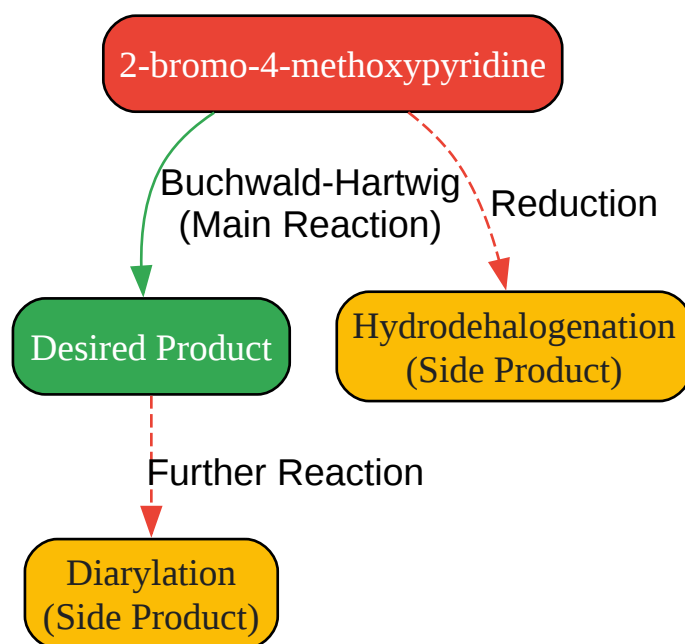 2-bromo-4-methoxypyridine
Buchwald-Hartwig
(Main Reaction)
Reduction
Desired Product
Hydrodehalogenation
(Side Product)
Further Reaction
Diarylation
(Side Product)